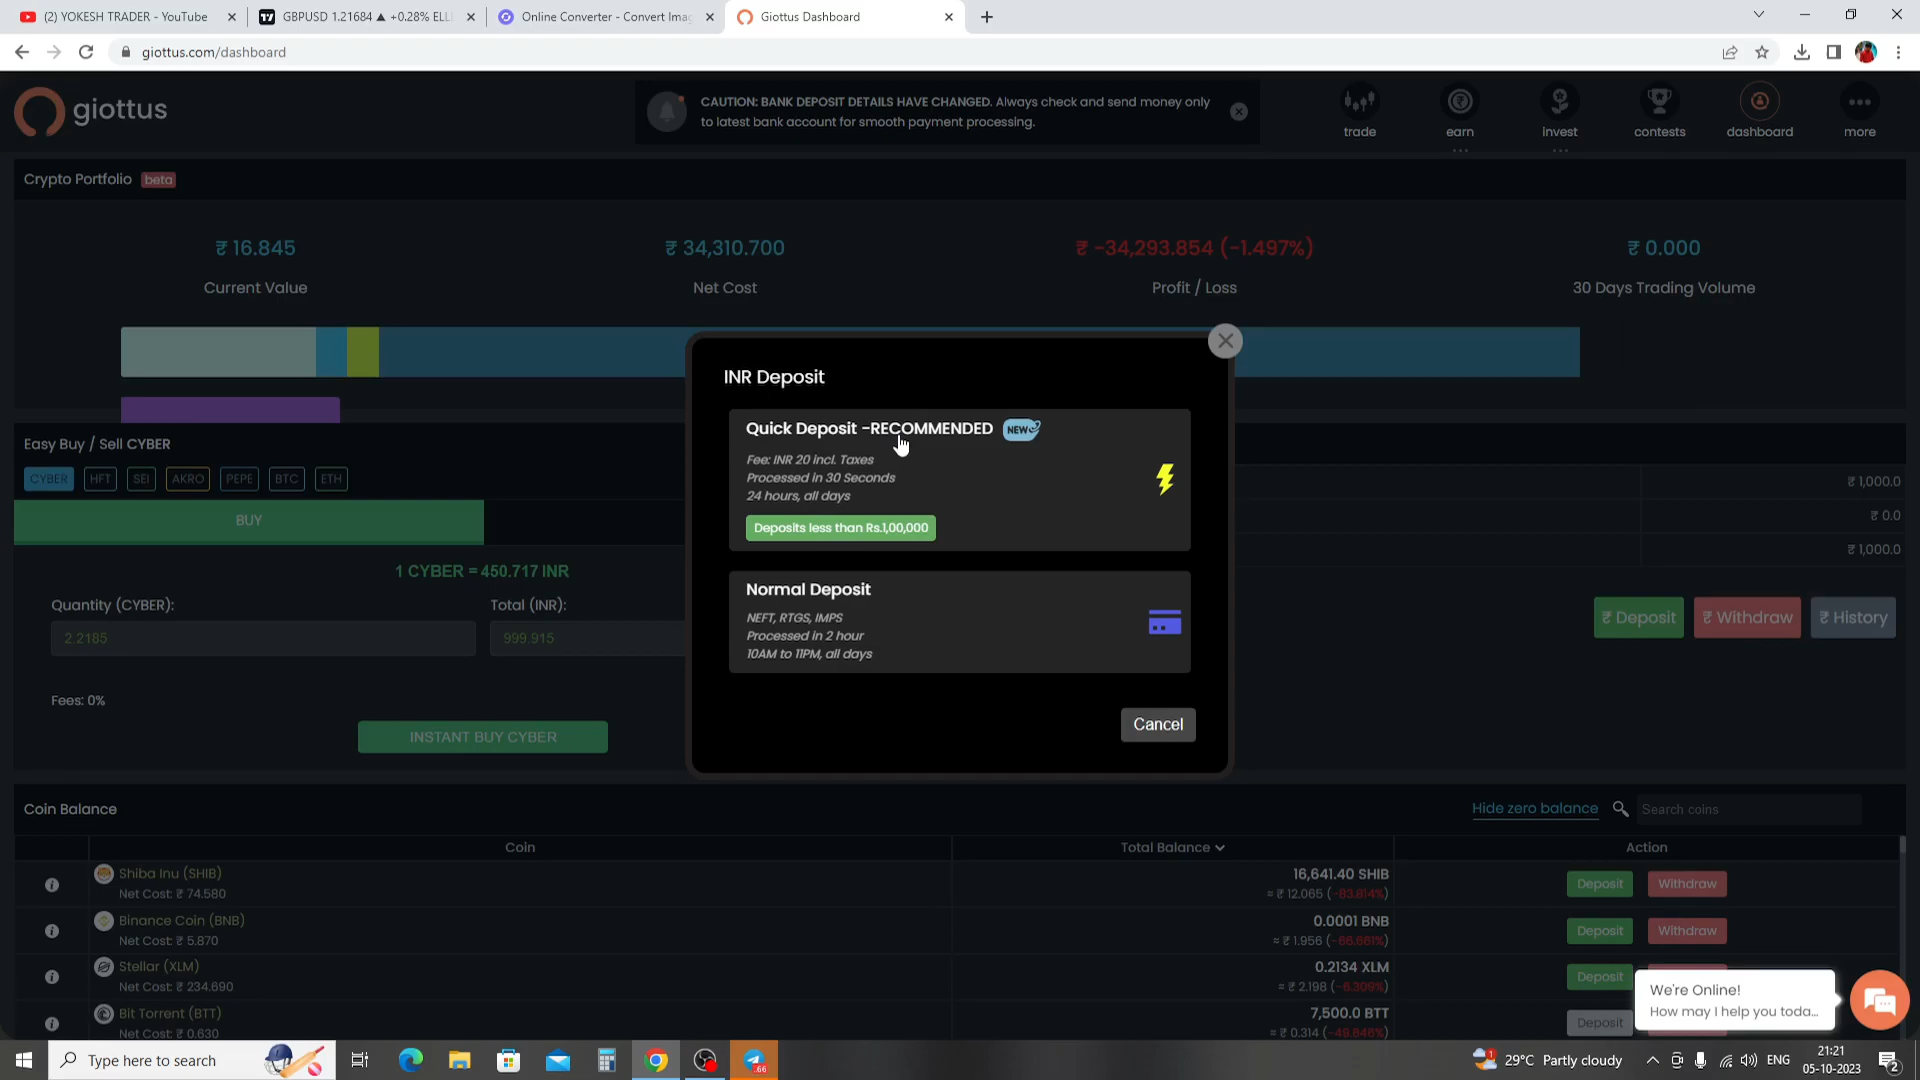 (2) YOKESH TRADER - YouTube
GBPUSD 1.21684 ▲ +0.28% ELL
Online Converter - Convert Imag
Giottus Dashboard
giottus.com/dashboard
giottus
CAUTION: BANK DEPOSIT DETAILS HAVE CHANGED. Always check and send money only
to latest bank account for smooth payment processing.
trade
earn
invest
contests
dashboard
more
Crypto Portfolio beta
₹ 16.845
₹ 34,310.700
₹ -34,293.854 (-1.497%)
₹ 0.000
Current Value
Net Cost
Profit / Loss
30 Days Trading Volume
INR Deposit
Quick Deposit -RECOMMENDED NEW
Fee: INR 20 incl. Taxes
Processed in 30 Seconds
24 hours, all days
Deposits less than Rs.1,00,000
Normal Deposit
NEFT, RTGS, IMPS
Processed in 2 hour
10AM to 11PM, all days
Cancel
Easy Buy / Sell CYBER
CYBER HFT SEI AKRO PEPE BTC ETH
BUY
1 CYBER = 450.717 INR
Quantity (CYBER):
Total (INR):
2.2185
999.915
Fees: 0%
INSTANT BUY CYBER
₹ 1,000.0
₹ 0.0
₹ 1,000.0
₹ Deposit ₹ Withdraw ₹ History
Coin Balance
Hide zero balance
Search coins
Coin
Total Balance
Action
Shiba Inu (SHIB)
Net Cost: ₹ 74.580
16,641.40 SHIB
≈ ₹ 12.065 (-83.814%)
Deposit Withdraw
Binance Coin (BNB)
Net Cost: ₹ 5.870
0.0001 BNB
≈ ₹ 1.956 (-66.661%)
Deposit Withdraw
Stellar (XLM)
Net Cost: ₹ 234.690
0.2134 XLM
≈ ₹ 2.198 (-6.309%)
Deposit
Bit Torrent (BTT)
Net Cost: ₹ 0.630
7,500.0 BTT
≈ ₹ 0.314 (-49.646%)
Deposit
We're Online!
How may I help you toda...
Type here to search
.66
1
29°C Partly cloudy
ENG
21:21
05-10-2023
2